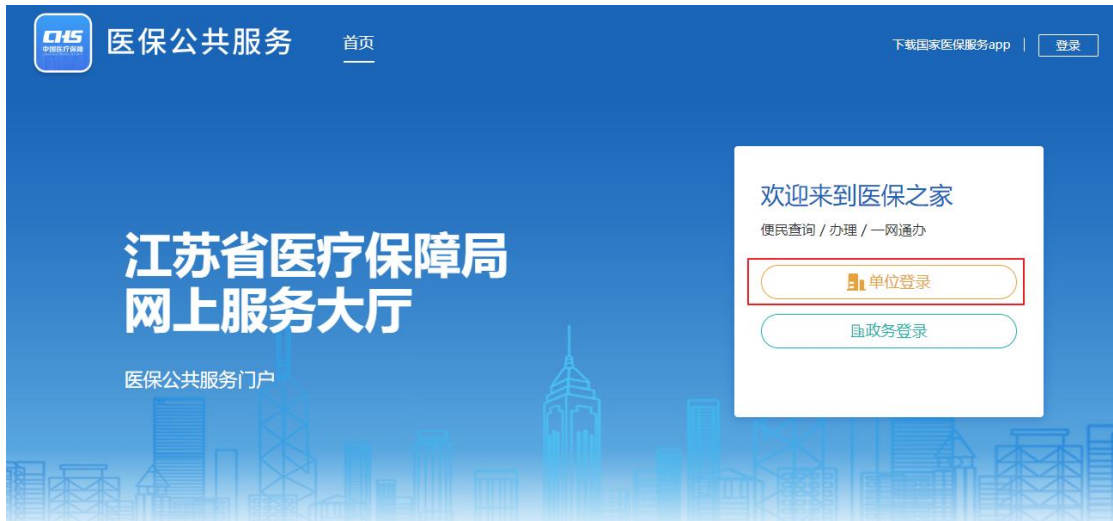 CHS
中国医疗保障
医保公共服务
首页
下载国家医保服务app | 登录
欢迎来到医保之家
便民查询 / 办理 / 一网通办
单位登录
政务登录
江苏省医疗保障局
网上服务大厅
医保公共服务门户